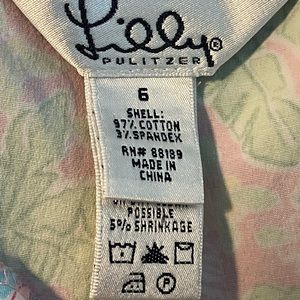 Lilly®
PULITZER
6
SHELL:
97% COTTON
3% SPANDEX
RN# 88189
MADE IN
CHINA
POSSIBLE
5% SHRINKAGE
P